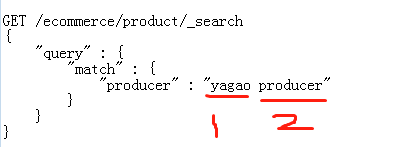 GET /ecommerce/product/_search
{
    "query" : {
        "match" : {
            "producer" : "yagao producer"
        }
    }
}
1 2